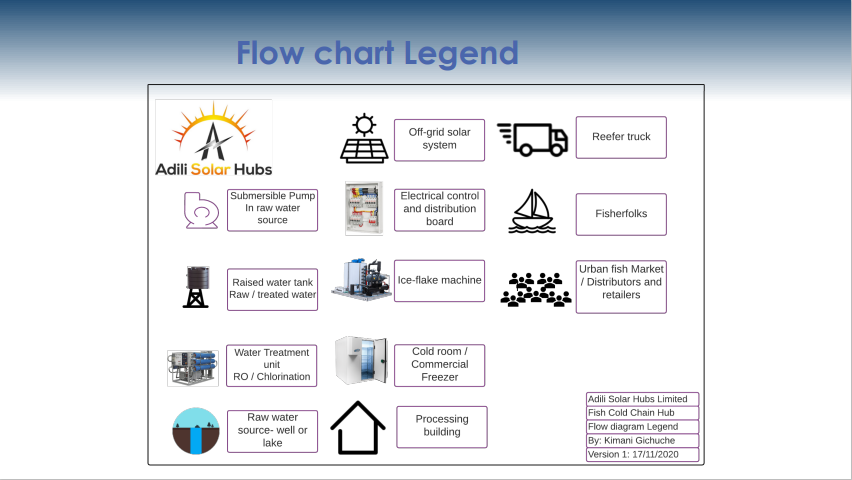 Flow chart Legend
Adili Solar Hubs
Off-grid solar
system
Reefer truck
Submersible Pump
In raw water
source
Electrical control
and distribution
board
Fisherfolks
Raised water tank
Raw / treated water
Ice-flake machine
Urban fish Market
/ Distributors and
retailers
Water Treatment
unit
RO / Chlorination
Cold room /
Commercial
Freezer
Raw water
source- well or
lake
Processing
building
Adili Solar Hubs Limited
Fish Cold Chain Hub
Flow diagram Legend
By: Kimani Gichuche
Version 1: 17/11/2020